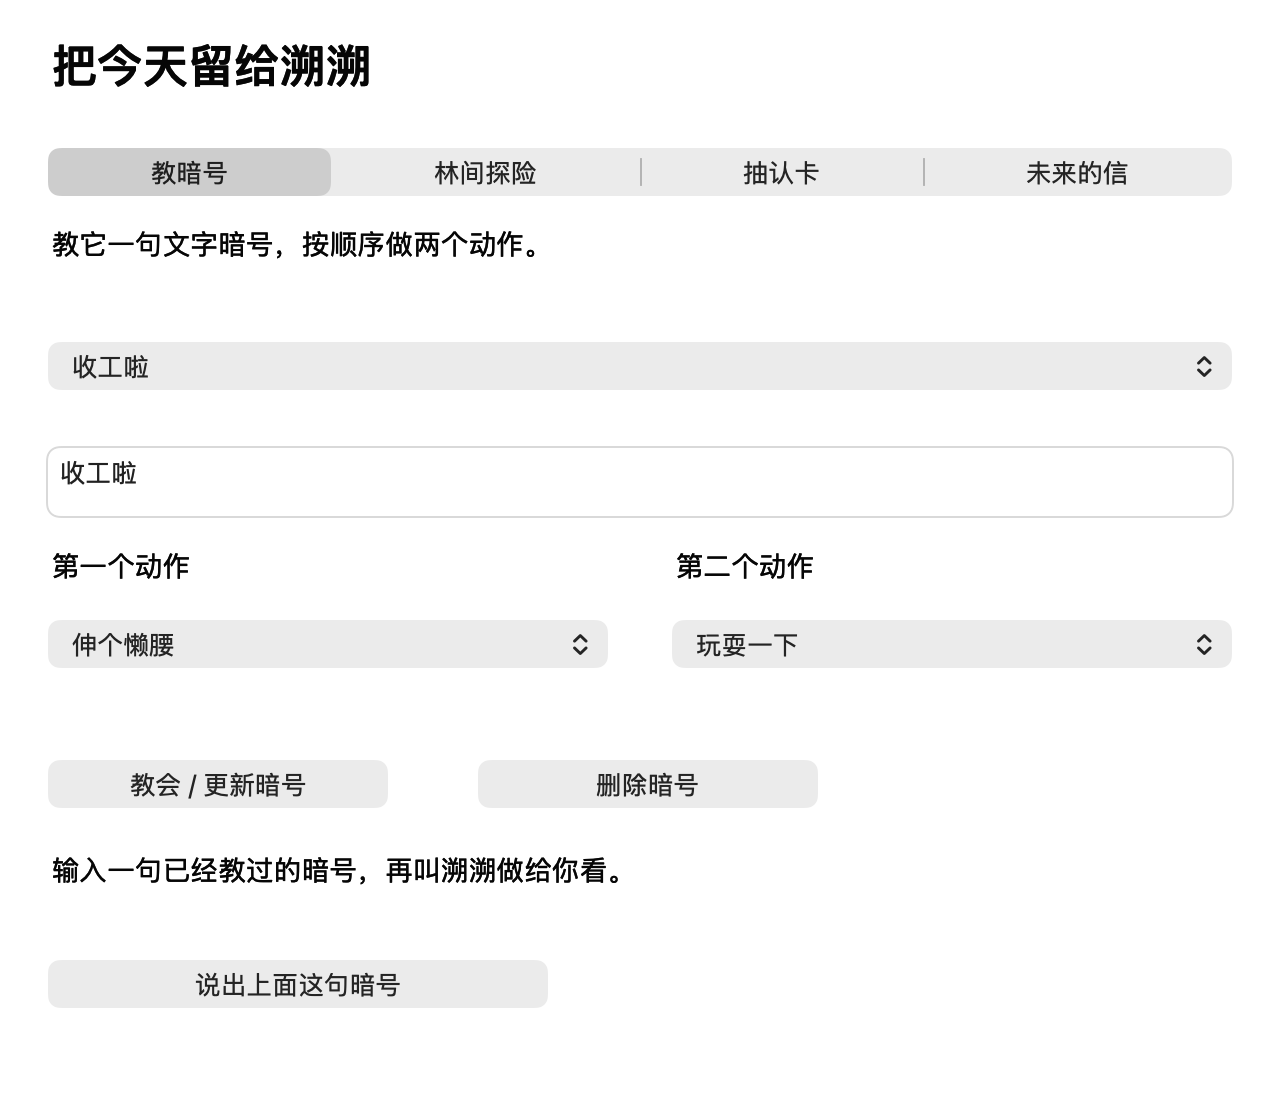 把今天留给溯溯
教暗号 林间探险 抽认卡 未来的信
教它一句文字暗号，按顺序做两个动作。
收工啦
收工啦
第一个动作 第二个动作
伸个懒腰 玩耍一下
教会 / 更新暗号 删除暗号
输入一句已经教过的暗号，再叫溯溯做给你看。
说出上面这句暗号